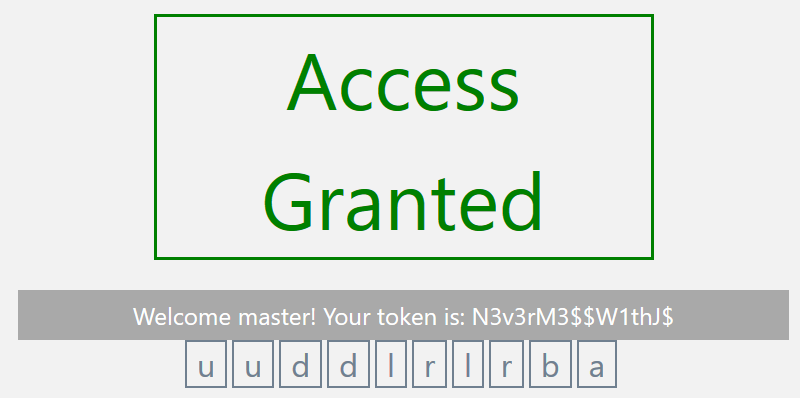 Access
Granted
Welcome master! Your token is: N3v3rM3$$W1thJ$
u u d d l r l r b a